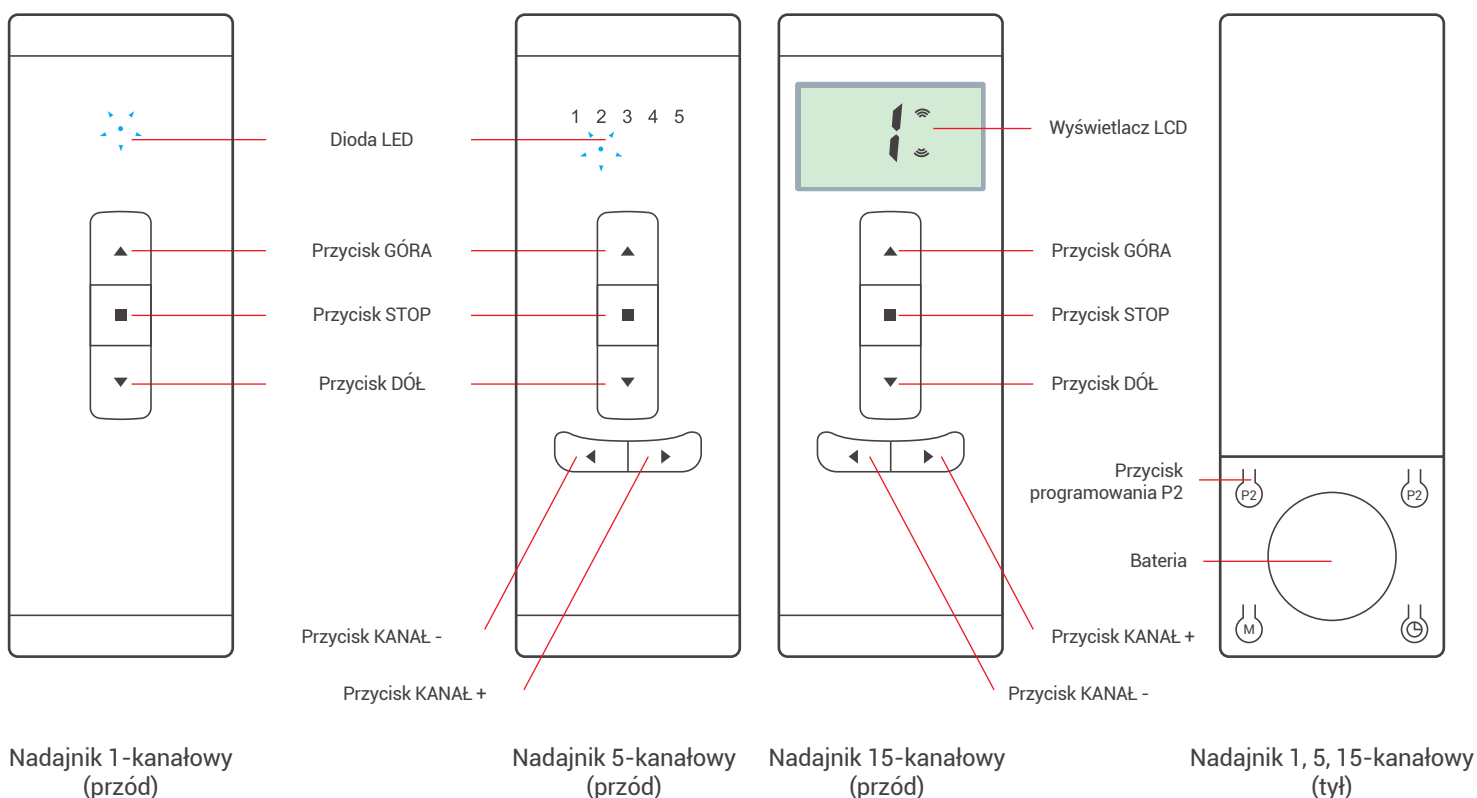 1 2 3 4 5
1
Dioda LED
Wyświetlacz LCD
Przycisk GÓRA
Przycisk GÓRA
Przycisk STOP
Przycisk STOP
Przycisk DÓŁ
Przycisk DÓŁ
Przycisk
programowania P2
P2
P2
Bateria
M
Przycisk KANAŁ -
Przycisk KANAŁ +
Przycisk KANAŁ +
Przycisk KANAŁ -
Nadajnik 1-kanałowy
(przód)
Nadajnik 5-kanałowy
(przód)
Nadajnik 15-kanałowy
(przód)
Nadajnik 1, 5, 15-kanałowy
(tył)